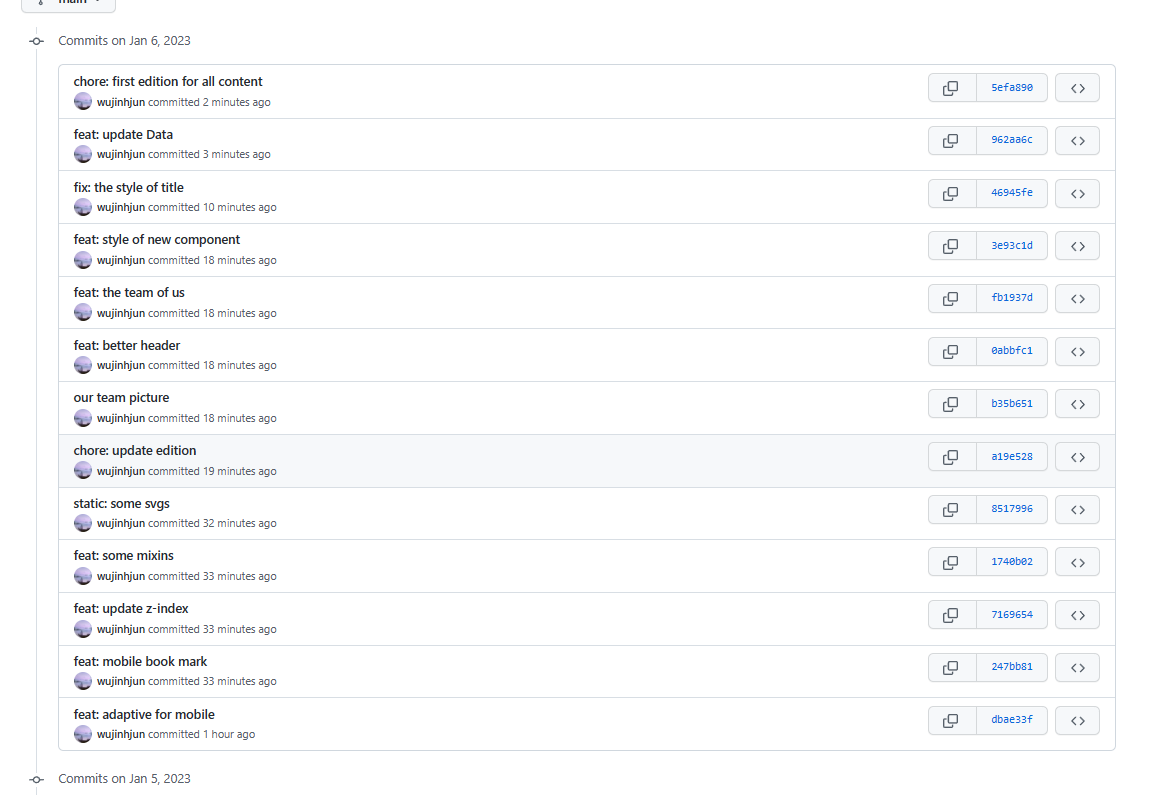 main
Commits on Jan 6, 2023
chore: first edition for all content
5efa890
wujinhjun committed 2 minutes ago
feat: update Data
962aa6c
wujinhjun committed 3 minutes ago
fix: the style of title
46945fe
wujinhjun committed 10 minutes ago
feat: style of new component
3e93c1d
wujinhjun committed 18 minutes ago
feat: the team of us
fb1937d
wujinhjun committed 18 minutes ago
feat: better header
0abbfc1
wujinhjun committed 18 minutes ago
our team picture
b35b651
wujinhjun committed 18 minutes ago
chore: update edition
a19e528
wujinhjun committed 19 minutes ago
static: some svgs
8517996
wujinhjun committed 32 minutes ago
feat: some mixins
1740b02
wujinhjun committed 33 minutes ago
feat: update z-index
7169654
wujinhjun committed 33 minutes ago
feat: mobile book mark
247bb81
wujinhjun committed 33 minutes ago
feat: adaptive for mobile
dbae33f
wujinhjun committed 1 hour ago
Commits on Jan 5, 2023